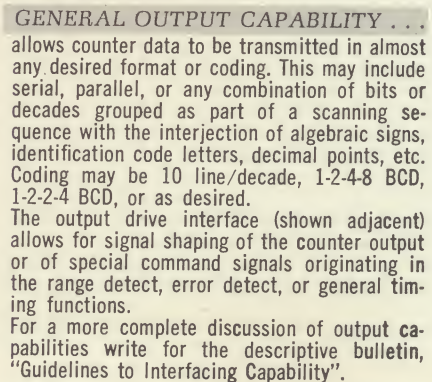 GENERAL OUTPUT CAPABILITY . . .
allows counter data to be transmitted in almost
any desired format or coding. This may include
serial, parallel, or any combination of bits or
decades grouped as part of a scanning se-
quence with the interjection of algebraic signs,
identification code letters, decimal points, etc.
Coding may be 10 line/decade, 1-2-4-8 BCD,
1-2-2-4 BCD, or as desired.
The output drive interface (shown adjacent)
allows for signal shaping of the counter output
or of special command signals originating in
the range detect, error detect, or general tim-
ing functions.
For a more complete discussion of output ca-
pabilities write for the descriptive bulletin,
"Guidelines to Interfacing Capability".